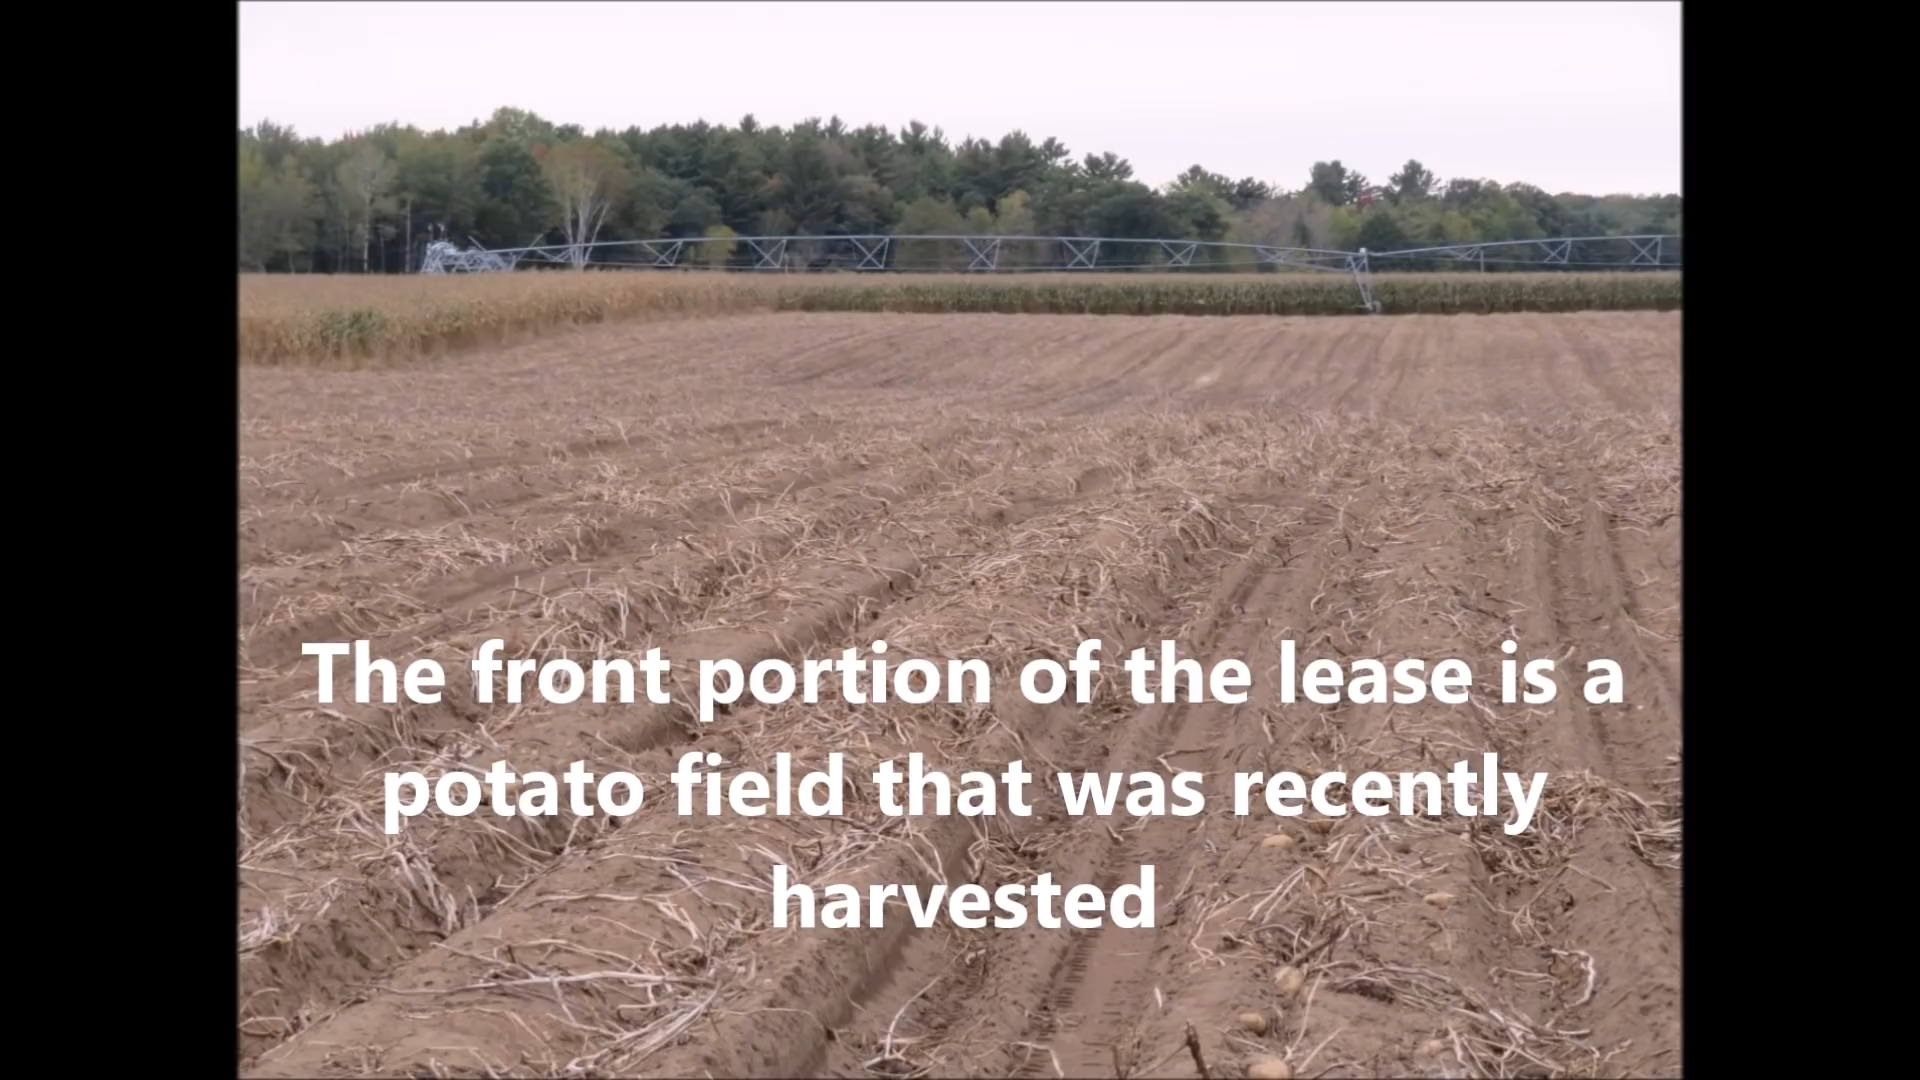 The front portion of the lease is a
potato field that was recently
harvested